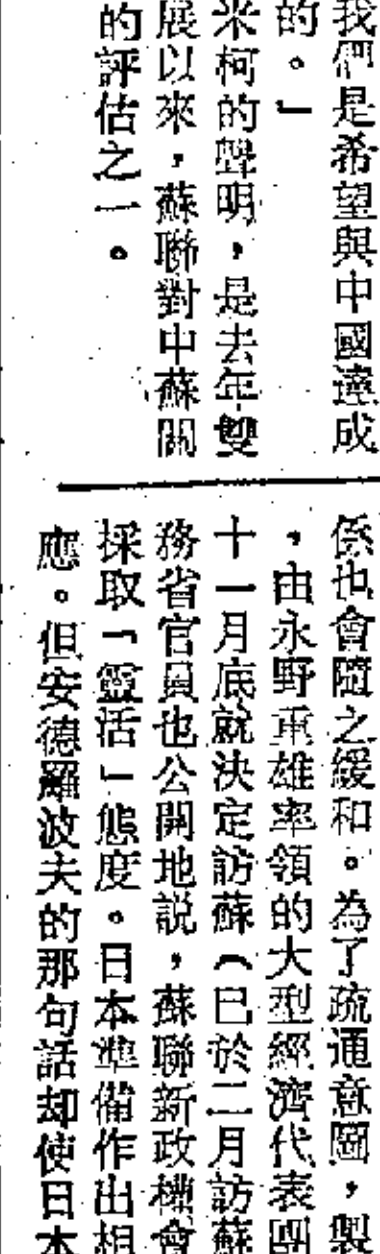 我們是希望與中國達成
的。」
米柯的聲明，是去年雙
展以來，蘇聯對中蘇關
的評估之一。
係也會隨之緩和。為了疏通意圖，製
，由永野重雄率領的大型經濟代表團
十一月底就決定訪蘇（已於二月訪蘇
務省官員也公開地説，蘇聯新政權會
採取「靈活」態度。日本準備作出相
應。但安德羅波夫的那句話却使日本